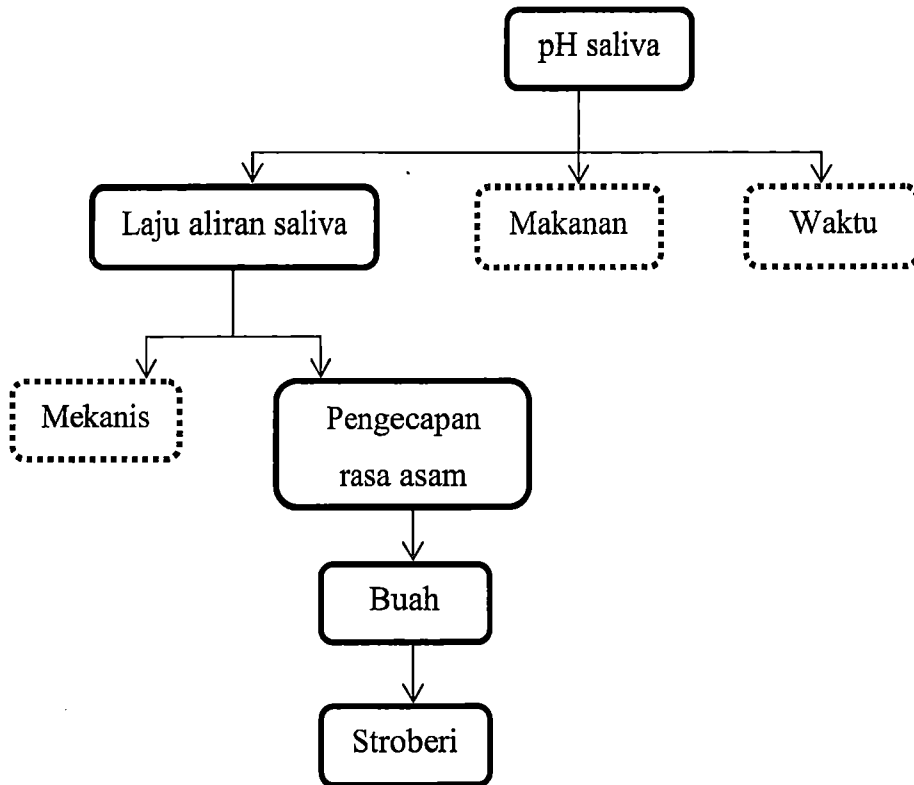 pH saliva
Laju aliran saliva
Makanan
Waktu
Mekanis
Pengecapan
rasa asam
Buah
Stroberi